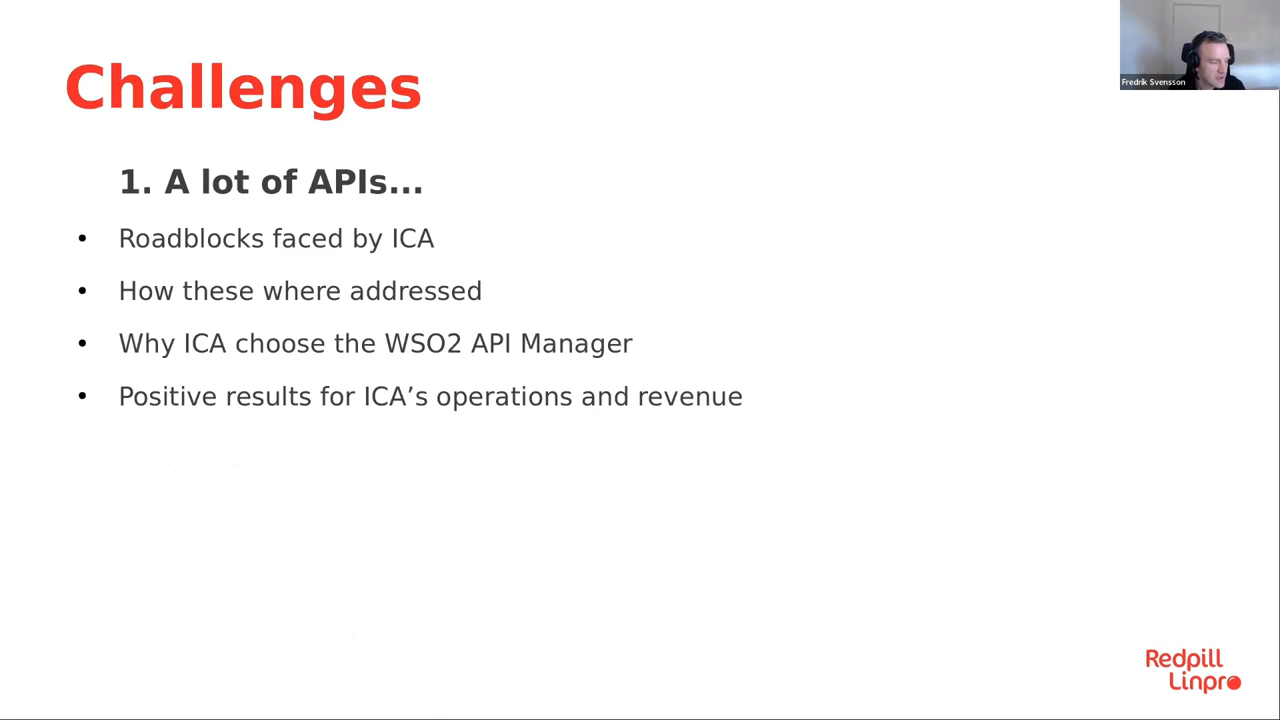 Challenges
Fredrik Svensson
1. A lot of APIs...
• Roadblocks faced by ICA
• How these where addressed
• Why ICA choose the WSO2 API Manager
• Positive results for ICA’s operations and revenue
Redpill
Linpro